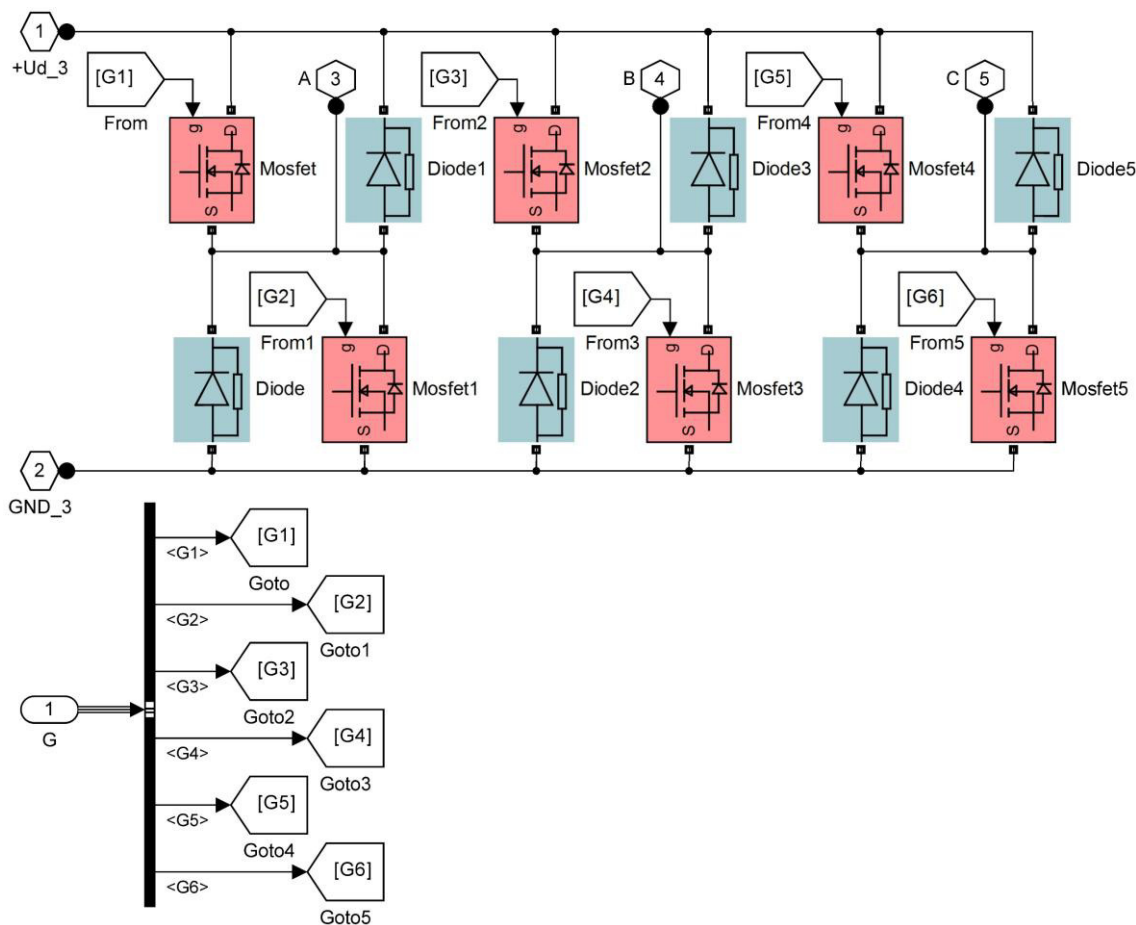 1
+Ud_3
[G1]
From
A
3
[G3]
From2
B
4
[G5]
From4
C
5
g
D
S
Mosfet
Diode1
g
D
S
Mosfet2
Diode3
g
D
S
Mosfet4
Diode5
[G2]
From1
[G4]
From3
[G6]
From5
Diode
g
D
S
Mosfet1
Diode2
g
D
S
Mosfet3
Diode4
g
D
S
Mosfet5
2
GND_3
<G1>
[G1]
Goto
<G2>
[G2]
Goto1
<G3>
[G3]
Goto2
1
G
<G4>
[G4]
Goto3
<G5>
[G5]
Goto4
<G6>
[G6]
Goto5